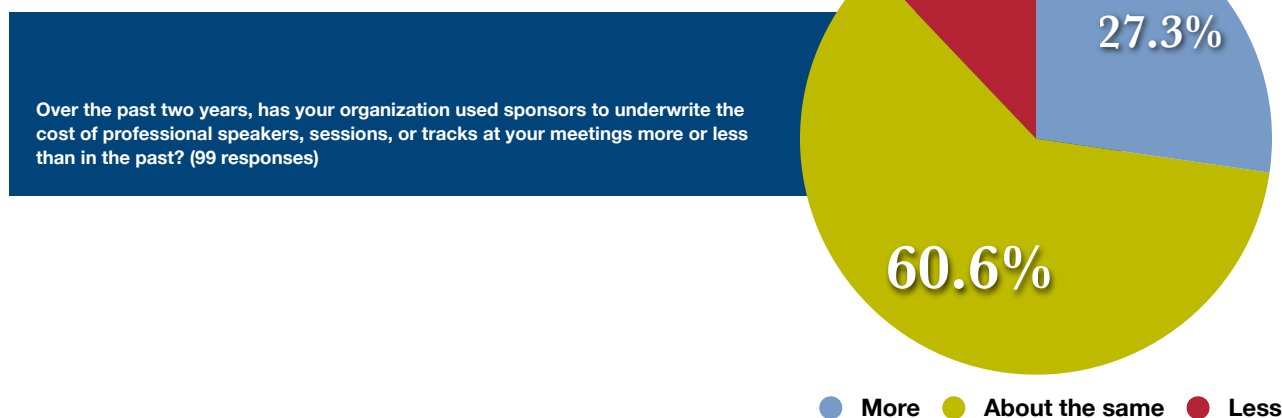 27.3%
Over the past two years, has your organization used sponsors to underwrite the
cost of professional speakers, sessions, or tracks at your meetings more or less
than in the past? (99 responses)
60.6%
More About the same Less